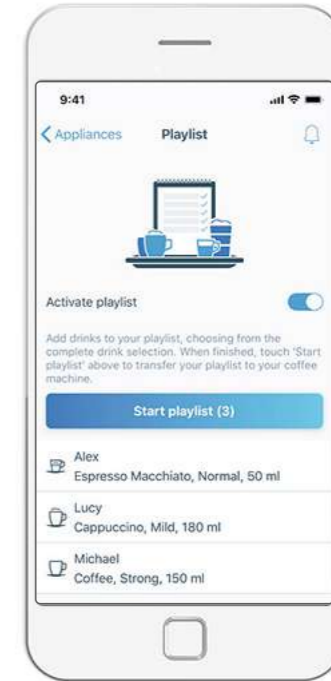 9:41
Appliances
Playlist
Activate playlist
Add drinks to your playlist, choosing from the
complete drink selection. When finished, touch 'Start
playlist' above to transfer your playlist to your coffee
machine.
Start playlist (3)
Alex
Espresso Macchiato, Normal, 50 ml
Lucy
Cappuccino, Mild, 180 ml
Michael
Coffee, Strong, 150 ml